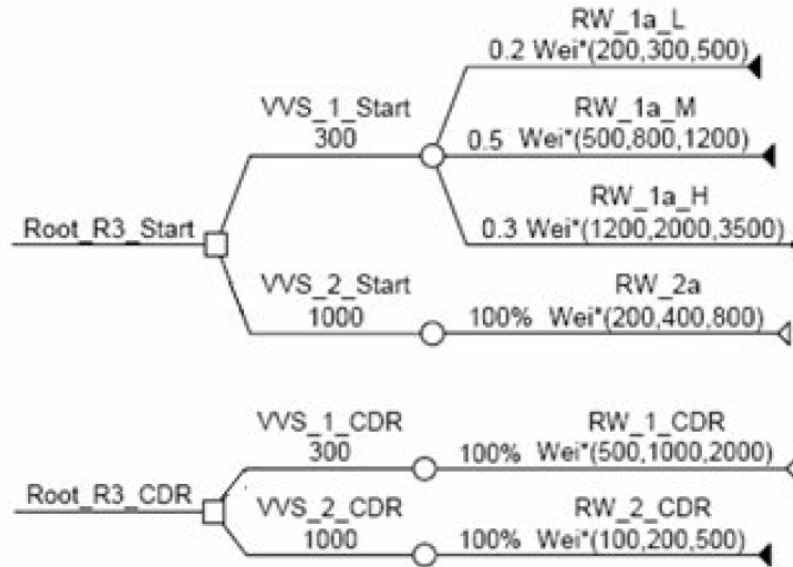 RW_1a_L
0.2 Wei*(200,300,500)
VVS_1_Start
300
RW_1a_M
0.5 Wei*(500,800,1200)
RW_1a_H
0.3 Wei*(1200,2000,3500)
Root_R3_Start
VVS_2_Start
1000
RW_2a
100% Wei*(200,400,800)
VVS_1_CDR
300
RW_1_CDR
100% Wei*(500,1000,2000)
Root_R3_CDR
VVS_2_CDR
1000
RW_2_CDR
100% Wei*(100,200,500)